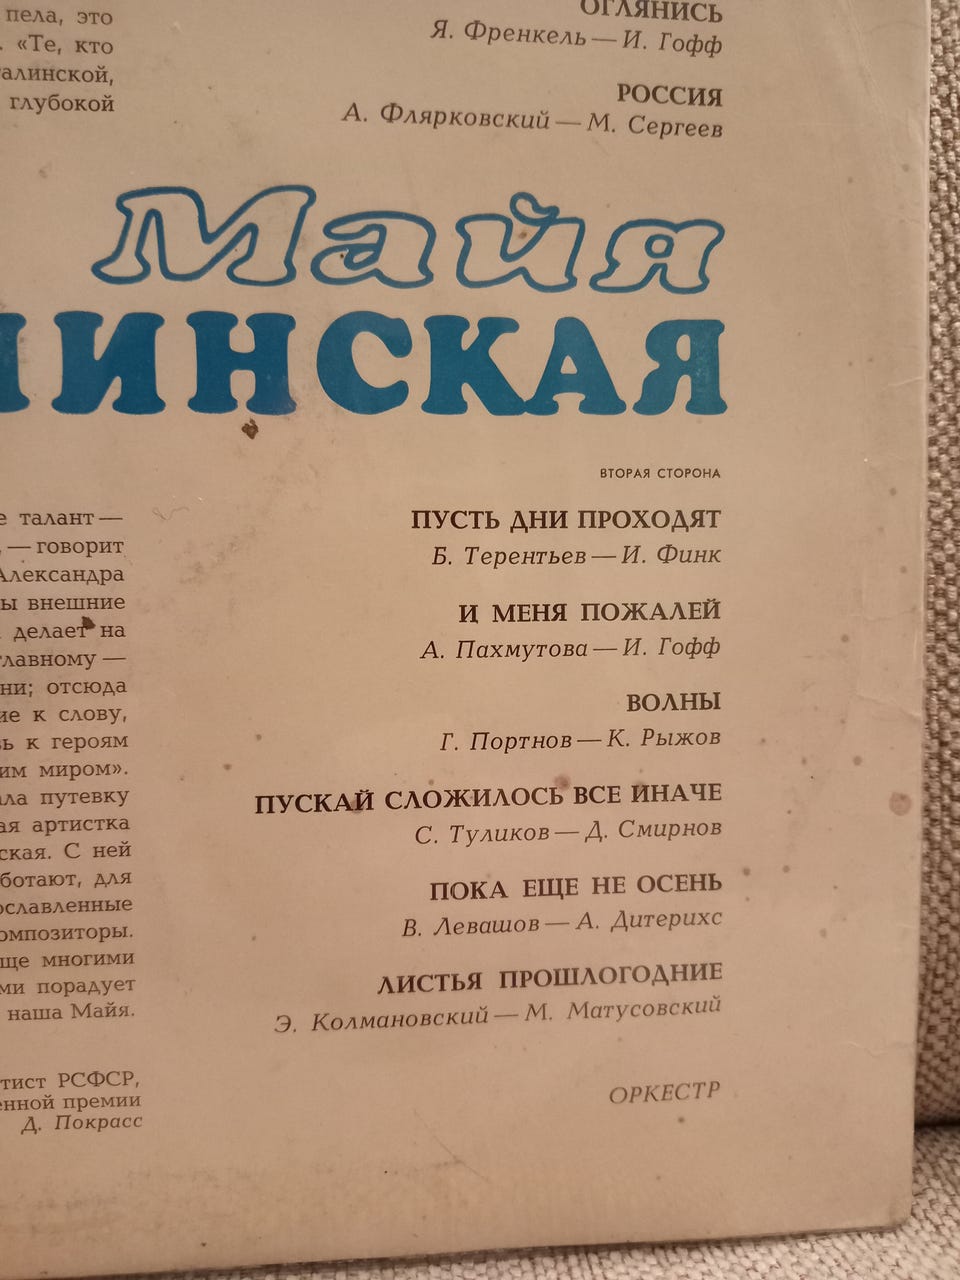 пела, это
. «Те, кто
алинской,
глубокой
ОГЛЯНИСЬ
Я. Френкель — И. Гофф
РОССИЯ
А. Флярковский — М. Сергеев
Майя
ИНСКАЯ
ВТОРАЯ СТОРОНА
ПУСТЬ ДНИ ПРОХОДЯТ
Б. Терентьев — И. Финк
И МЕНЯ ПОЖАЛЕЙ
А. Пахмутова — И. Гофф
ВОЛНЫ
Г. Портнов — К. Рыжов
ПУСКАЙ СЛОЖИЛОСЬ ВСЕ ИНАЧЕ
С. Туликов — Д. Смирнов
ПОКА ЕЩЕ НЕ ОСЕНЬ
В. Левашов — А. Дитерихс
ЛИСТЬЯ ПРОШЛОГОДНИЕ
Э. Колмановский — М. Матусовский
ОРКЕСТР
е талант —
, — говорит
Александра
ы внешние
делает на
главному —
ни; отсюда
ие к слову,
ь к героям
им миром».
ла путевку
ая артистка
ская. С ней
ботают, для
ославленные
омпозиторы.
ще многими
ми порадует
наша Майя.
тист РСФСР,
енной премии
Д. Покрасс